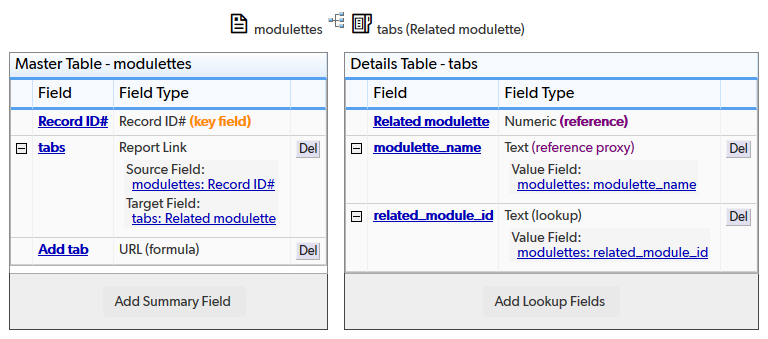 modulettes tabs (Related modulette)
Master Table - modulettes
Field Field Type
Record ID# Record ID# (key field)
tabs Report Link Del
Source Field:
modulettes: Record ID#
Target Field:
tabs: Related modulette
Add tab URL (formula) Del
Add Summary Field
Details Table - tabs
Field Field Type
Related modulette Numeric (reference)
modulette_name Text (reference proxy) Del
Value Field:
modulettes: modulette_name
related_module_id Text (lookup) Del
Value Field:
modulettes: related_module_id
Add Lookup Fields